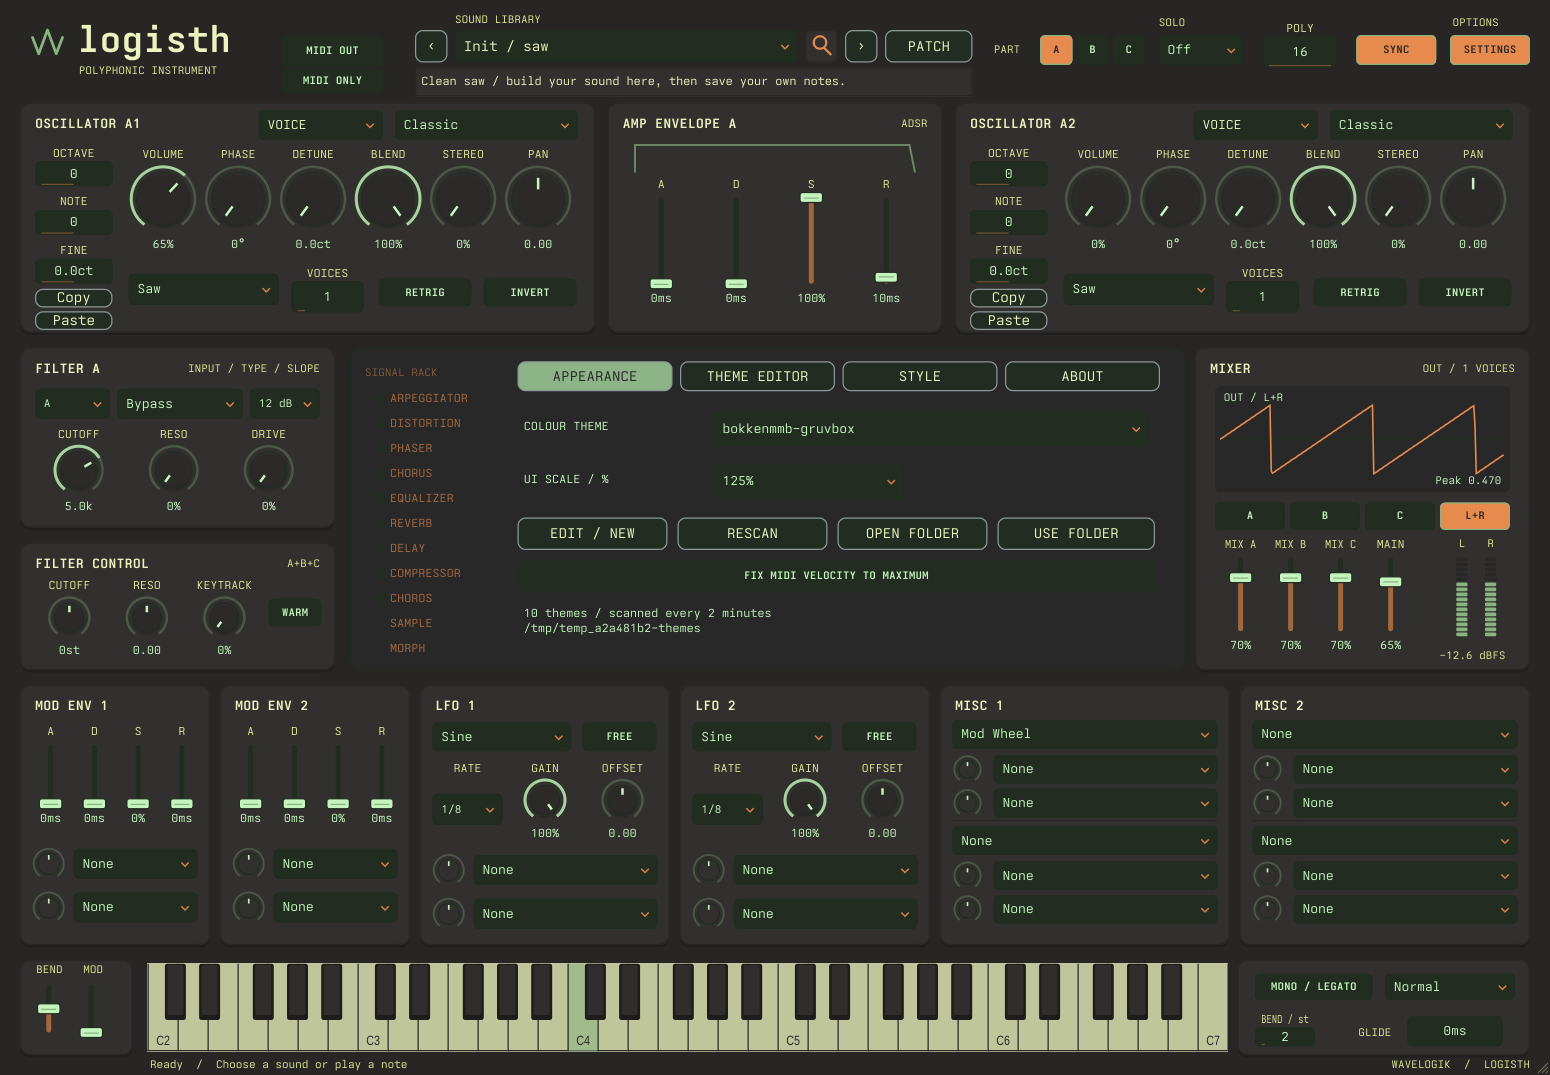 logisth
POLYPHONIC INSTRUMENT
MIDI OUT
MIDI ONLY
SOUND LIBRARY
‹ Init / saw › PATCH
Clean saw / build your sound here, then save your own notes.
PART A B C
SOLO
Off
POLY
16
SYNC
OPTIONS
SETTINGS
OSCILLATOR A1 VOICE Classic
OCTAVE VOLUME PHASE DETUNE BLEND STEREO PAN
0
NOTE
0
65% 0° 0.0ct 100% 0% 0.00
FINE
0.0ct
Copy
Paste
Saw
VOICES
1
RETRIG INVERT
AMP ENVELOPE A ADSR
A D S R
0ms 0ms 100% 10ms
OSCILLATOR A2 VOICE Classic
OCTAVE VOLUME PHASE DETUNE BLEND STEREO PAN
0
NOTE
0
0% 0° 0.0ct 100% 0% 0.00
FINE
0.0ct
Copy
Paste
Saw
VOICES
1
RETRIG INVERT
FILTER A INPUT / TYPE / SLOPE
A Bypass 12 dB
CUTOFF RESO DRIVE
5.0k 0% 0%
FILTER CONTROL A+B+C
CUTOFF RESO KEYTRACK
WARM
0st 0.00 0%
SIGNAL RACK
ARPEGGIATOR
DISTORTION
PHASER
CHORUS
EQUALIZER
REVERB
DELAY
COMPRESSOR
CHORDS
SAMPLE
MORPH
APPEARANCE THEME EDITOR STYLE ABOUT
COLOUR THEME bokkenmmb-gruvbox
UI SCALE / % 125%
EDIT / NEW RESCAN OPEN FOLDER USE FOLDER
FIX MIDI VELOCITY TO MAXIMUM
10 themes / scanned every 2 minutes
/tmp/temp_a2a481b2-themes
MIXER OUT / 1 VOICES
OUT / L+R
Peak 0.470
A B C L+R
MIX A MIX B MIX C MAIN L R
70% 70% 70% 65%
-12.6 dBFS
MOD ENV 1
A D S R
0ms 0ms 0% 0ms
None
None
MOD ENV 2
A D S R
0ms 0ms 0% 0ms
None
None
LFO 1
Sine FREE
RATE GAIN OFFSET
1/8
100% 0.00
None
None
LFO 2
Sine FREE
RATE GAIN OFFSET
1/8
100% 0.00
None
None
MISC 1
Mod Wheel
None
None
None
None
None
MISC 2
None
None
None
None
None
None
BEND MOD
C2 C3 C4 C5 C6 C7
MONO / LEGATO Normal
BEND / st
2
GLIDE 0ms
Ready / Choose a sound or play a note
WAVELOGIK / LOGISTH